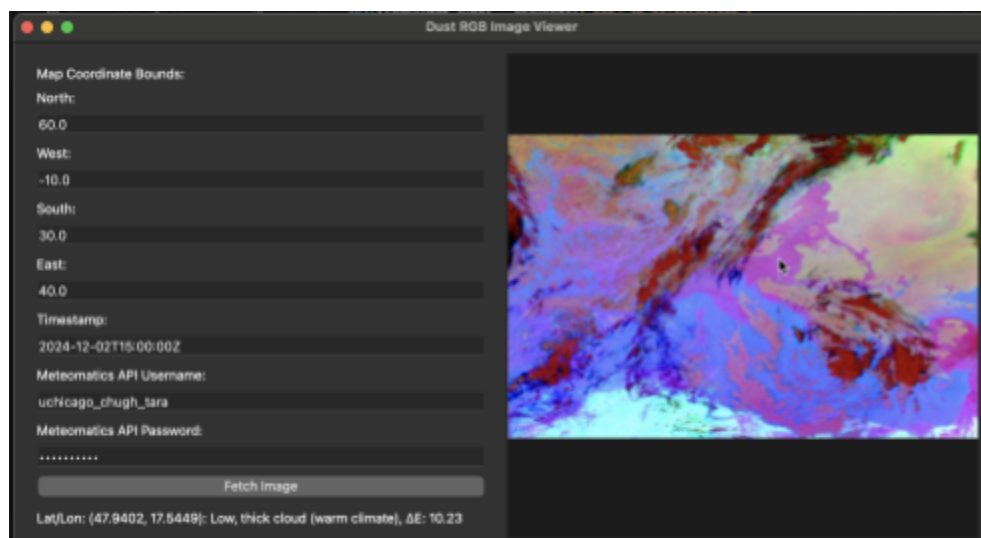 Dust RGB Image Viewer
Map Coordinate Bounds:
North:
60.0
West:
-10.0
South:
30.0
East:
40.0
Timestamp:
2024-12-02T15:00:00Z
Meteomatics API Username:
uchicago_chugh_tara
Meteomatics API Password:
••••••••••
Fetch Image
Lat/Lon: (47.9402, 17.5449): Low, thick cloud (warm climate), ΔE: 10.23